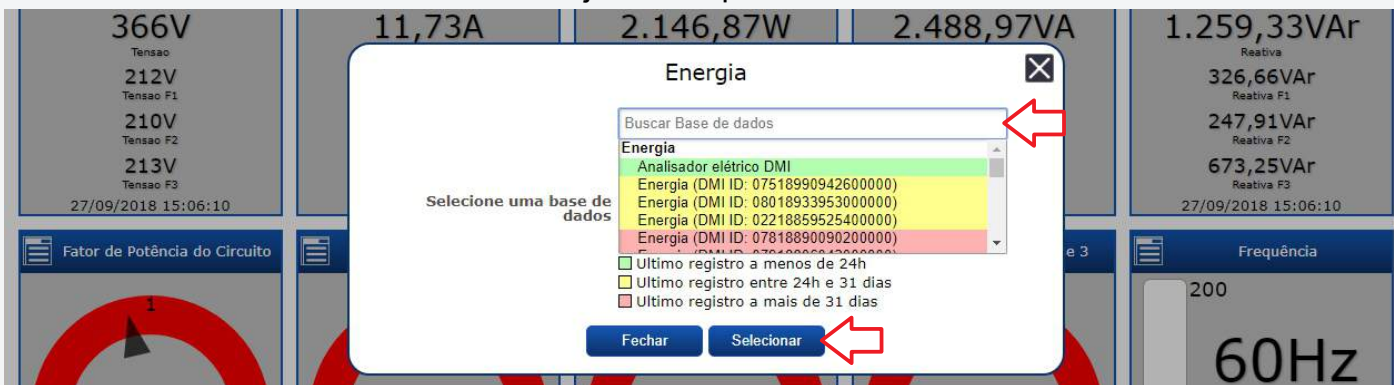 366V
Tensao
212V
Tensao F1
210V
Tensao F2
213V
Tensao F3
27/09/2018 15:06:10
11,73A
2.146,87W
2.488,97VA
1.259,33VAr
Reativa
326,66VAr
Reativa F1
247,91VAr
Reativa F2
673,25VAr
Reativa F3
27/09/2018 15:06:10
Energia
Selecione uma base de
dados
Buscar Base de dados
Energia
Analisador elétrico DMI
Energia (DMI ID: 07518990942600000)
Energia (DMI ID: 08018933953000000)
Energia (DMI ID: 02218859525400000)
Energia (DMI ID: 07818890090200000)
Ultimo registro a menos de 24h
Ultimo registro entre 24h e 31 dias
Ultimo registro a mais de 31 dias
Fechar
Selecionar
Fator de Potência do Circuito
1
e 3
Frequência
200
60Hz